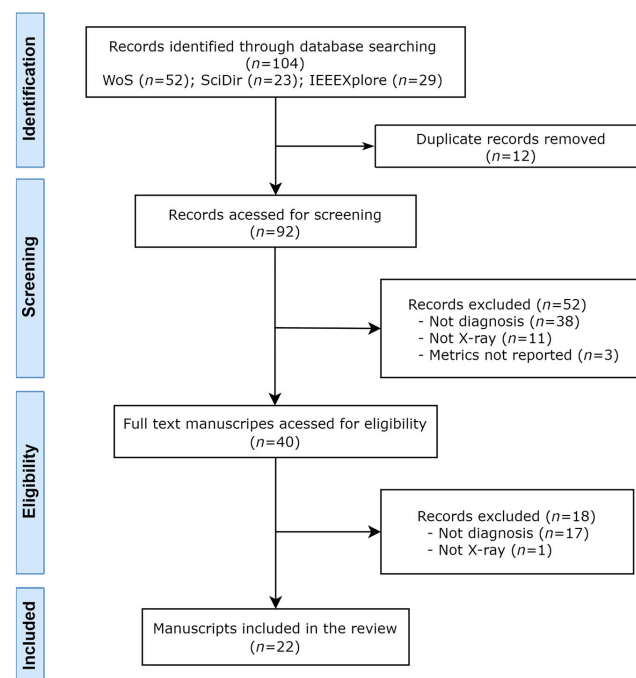 Identification
Records identified through database searching
(n=104)
WoS (n=52); SciDir (n=23); IEEEXplore (n=29)
Duplicate records removed
(n=12)
Screening
Records acessed for screening
(n=92)
Records excluded (n=52)
- Not diagnosis (n=38)
- Not X-ray (n=11)
- Metrics not reported (n=3)
Eligibility
Full text manuscripes acessed for eligibility
(n=40)
Records excluded (n=18)
- Not diagnosis (n=17)
- Not X-ray (n=1)
Included
Manuscripts included in the review
(n=22)